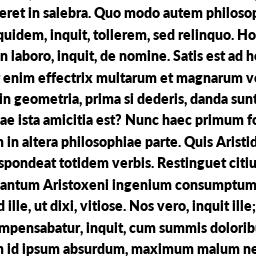 eret in salebra. Quo modo autem philosop
quidem, inquit, tollerem, sed relinquo. Ho
n laboro, inquit, de nomine. Satis est ad h
enim effectrix multarum et magnarum v
in geometria, prima si dederis, danda sunt
ae ista amicitia est? Nunc haec primum fo
n in altera philosophiae parte. Quis Aristid
spondeat totidem verbis. Restinguet citiu
antum Aristoxeni ingenium consumptum
d ille, ut dixi, vitiose. Nos vero, inquit ille;
mpensabatur, inquit, cum summis doloribu
n id ipsum absurdum, maximum malum ne